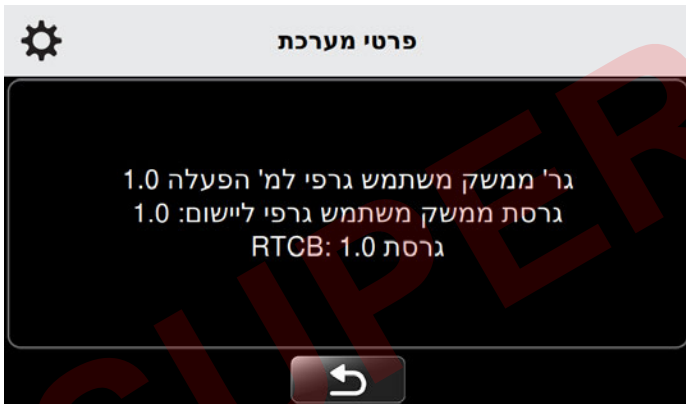 פרטי מערכת
גר' ממשק משתמש גרפי למ' הפעלה 1.0
גרסת ממשק משתמש גרפי ליישום: 1.0
גרסת RTCB: 1.0
SUPER